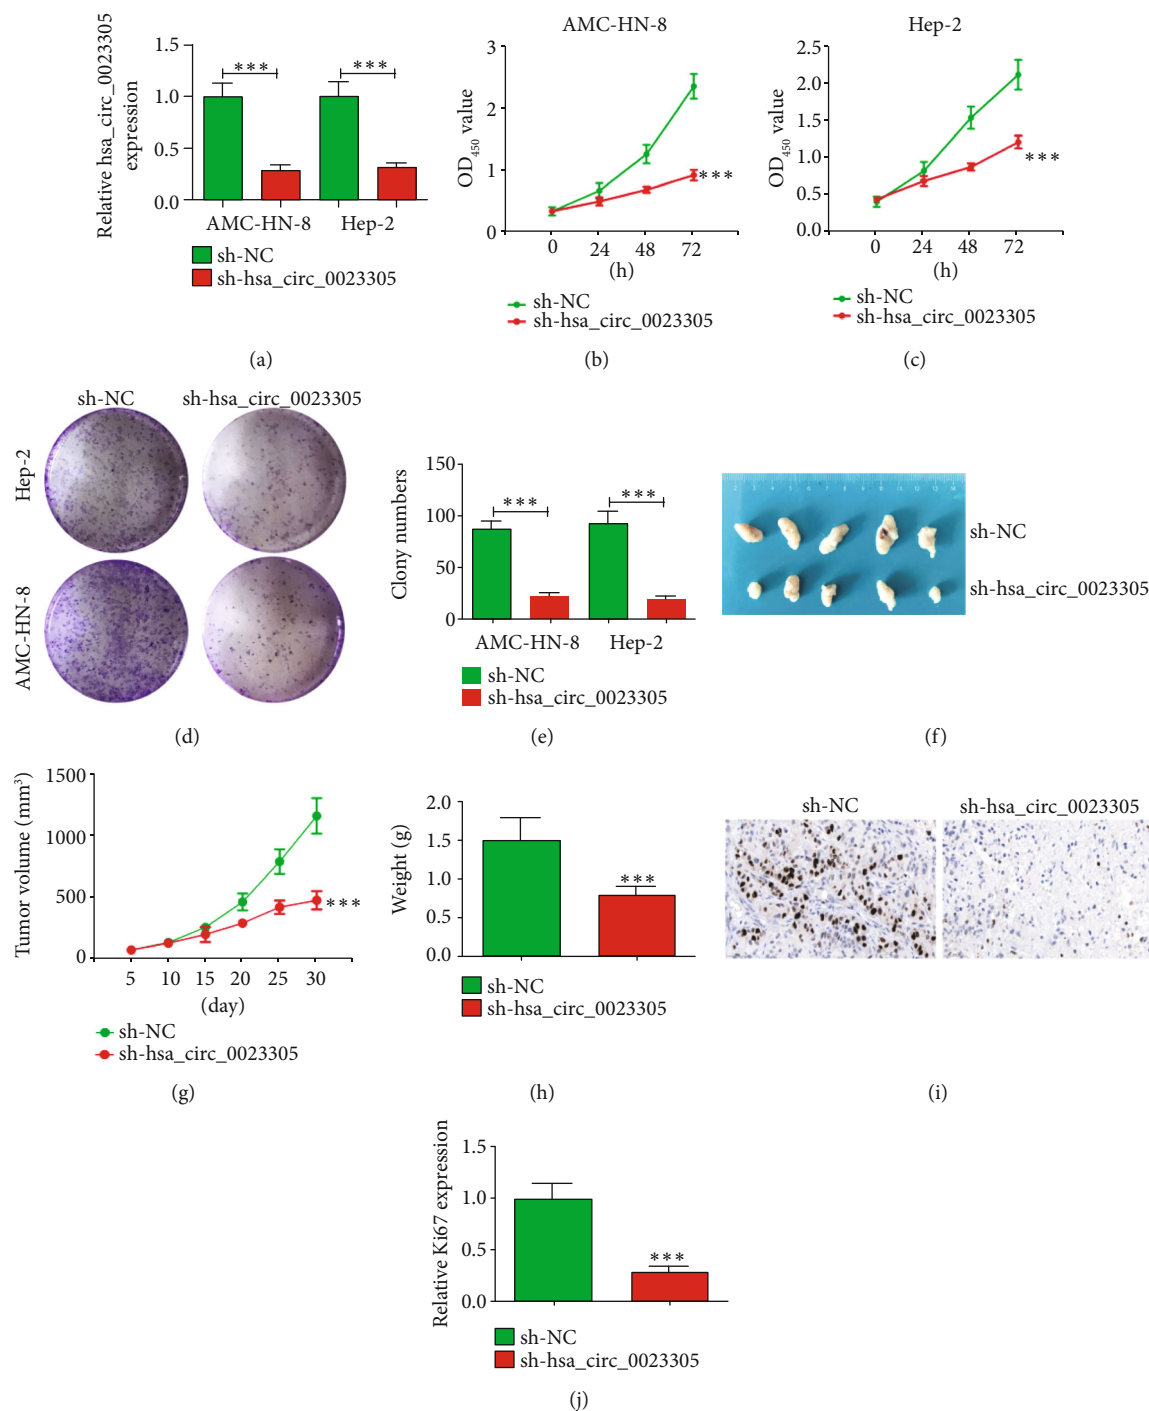 Relative hsa_circ_0023305
expression
1.5
1.0
0.5
0.0
***
***
AMC-HN-8
Hep-2
sh-NC
sh-hsa_circ_0023305
(a)
AMC-HN-8
OD450 value
3
2
1
0
***
0
24
48
72
(h)
sh-NC
sh-hsa_circ_0023305
(b)
Hep-2
OD450 value
2.5
2.0
1.5
1.0
0.5
0.0
***
0
24
48
72
(h)
sh-NC
sh-hsa_circ_0023305
(c)
sh-NC
sh-hsa_circ_0023305
Hep-2
AMC-HN-8
(d)
Clony numbers
150
100
50
0
***
***
AMC-HN-8
Hep-2
sh-NC
sh-hsa_circ_0023305
(e)
sh-NC
sh-hsa_circ_0023305
(f)
Tumor volume (mm³)
1500
1000
500
0
***
5
10
15
20
25
30
(day)
sh-NC
sh-hsa_circ_0023305
(g)
Weight (g)
2.0
1.5
1.0
0.5
0.0
***
sh-NC
sh-hsa_circ_0023305
(h)
sh-NC
sh-hsa_circ_0023305
(i)
Relative Ki67 expression
1.5
1.0
0.5
0.0
***
sh-NC
sh-hsa_circ_0023305
(j)